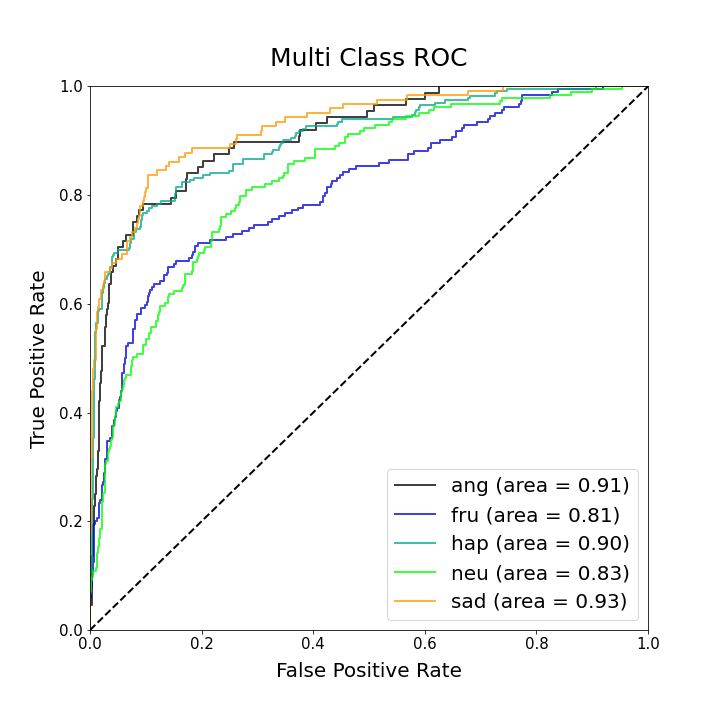 Multi Class ROC
True Positive Rate
1.0
0.8
0.6
0.4
0.2
0.0
ang (area = 0.91)
fru (area = 0.81)
hap (area = 0.90)
neu (area = 0.83)
sad (area = 0.93)
0.0 0.2 0.4 0.6 0.8 1.0
False Positive Rate